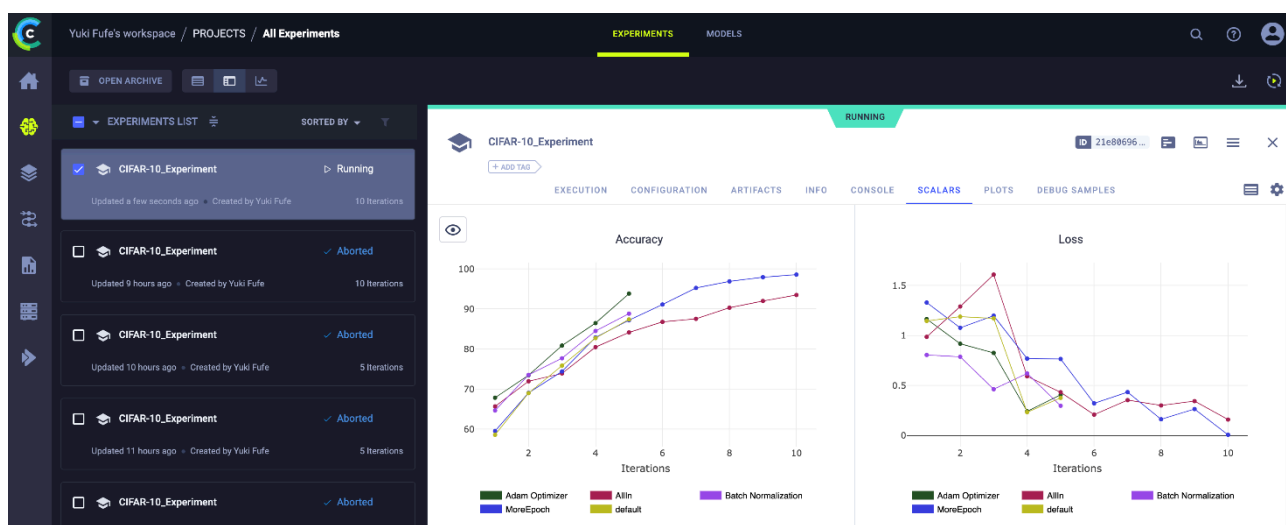 Yuki Fufe's workspace / PROJECTS / All Experiments
EXPERIMENTS MODELS
OPEN ARCHIVE
EXPERIMENTS LIST SORTED BY
CIFAR-10_Experiment Running
Updated a few seconds ago Created by Yuki Fufe 10 Iterations
CIFAR-10_Experiment Aborted
Updated 9 hours ago Created by Yuki Fufe 10 Iterations
CIFAR-10_Experiment Aborted
Updated 10 hours ago Created by Yuki Fufe 5 Iterations
CIFAR-10_Experiment Aborted
Updated 11 hours ago Created by Yuki Fufe 5 Iterations
CIFAR-10_Experiment Aborted
RUNNING
CIFAR-10_Experiment
ID 21e80696...
+ ADD TAG
EXECUTION CONFIGURATION ARTIFACTS INFO CONSOLE SCALARS PLOTS DEBUG SAMPLES
Accuracy
100
90
80
70
60
2 4 6 8 10
Iterations
Adam Optimizer AllIn Batch Normalization
MoreEpoch default
Loss
1.5
1
0.5
0
2 4 6 8 10
Iterations
Adam Optimizer AllIn Batch Normalization
MoreEpoch default